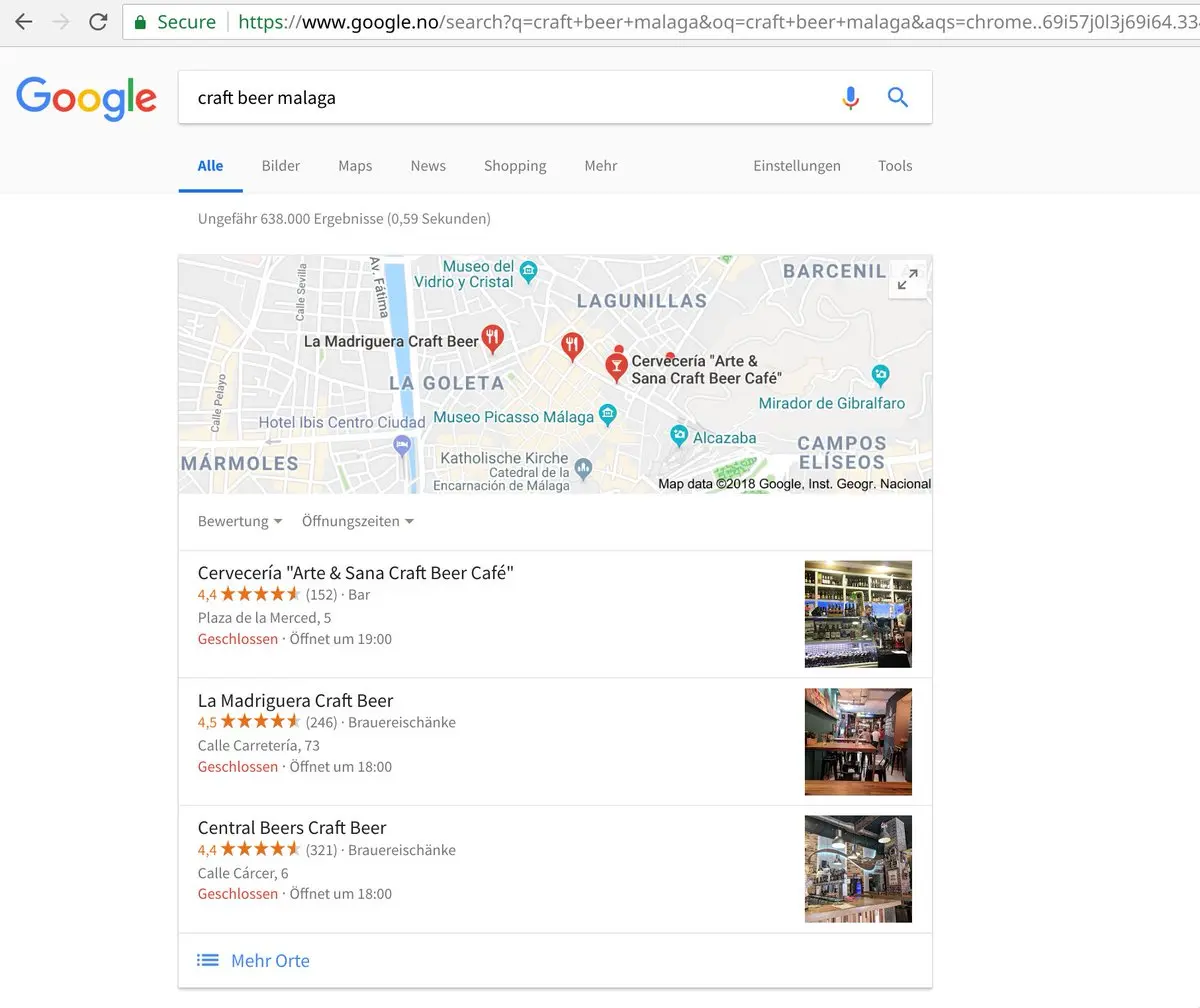 Secure https://www.google.no/search?q=craft+beer+malaga&oq=craft+beer+malaga&aqs=chrome..69i57j0l3j69i64.33
Google
craft beer malaga
Alle Bilder Maps News Shopping Mehr Einstellungen Tools
Ungefähr 638.000 Ergebnisse (0,59 Sekunden)
Calle Sevilla
Av. Fátima
Museo del
Vidrio y Cristal
BARCENIL
LAGUNILLAS
La Madriguera Craft Beer
Cervecería "Arte &
Sana Craft Beer Café"
Calle Pelayo
LA GOLETA
Mirador de Gibralfaro
Museo Picasso Málaga
Hotel Ibis Centro Ciudad
Alcazaba
CAMPOS
ELÍSEOS
MÁRMOLES
Katholische Kirche
Catedral de la
Encarnación de Málaga
Map data ©2018 Google, Inst. Geogr. Nacional
Bewertung Öffnungszeiten
Cervecería "Arte & Sana Craft Beer Café"
4,4 (152) · Bar
Plaza de la Merced, 5
Geschlossen · Öffnet um 19:00
La Madriguera Craft Beer
4,5 (246) · Brauereischänke
Calle Carretería, 73
Geschlossen · Öffnet um 18:00
Central Beers Craft Beer
4,4 (321) · Brauereischänke
Calle Cárcer, 6
Geschlossen · Öffnet um 18:00
Mehr Orte